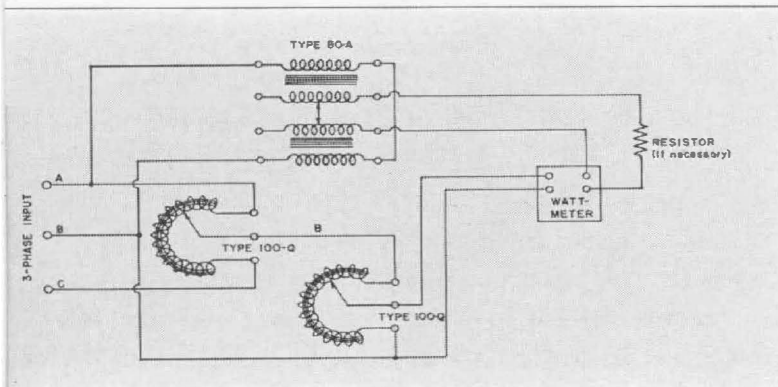 TYPE 80-A
RESISTOR
(If necessary)
A
WATT-
METER
3-PHASE INPUT
B
B
TYPE 100-Q
C
TYPE 100-Q